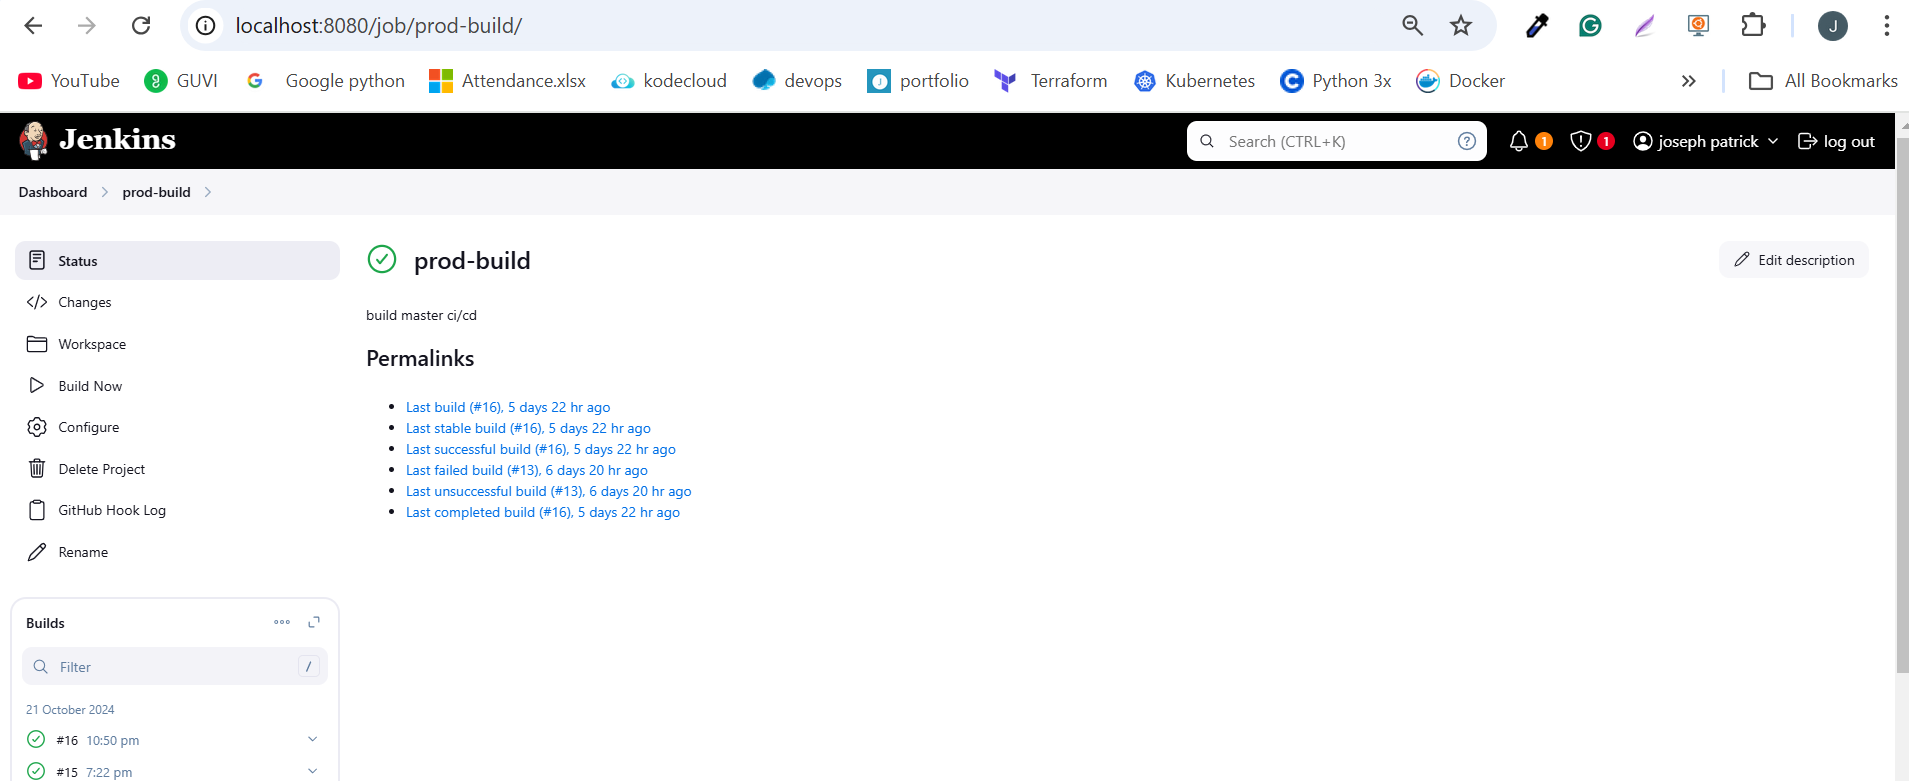 localhost:8080/job/prod-build/
J
YouTube GUVI Google python Attendance.xlsx kodecloud devops portfolio Terraform Kubernetes Python 3x Docker » All Bookmarks
Jenkins Search (CTRL+K) ? 1 1 joseph patrick log out
Dashboard prod-build
Status
Changes
Workspace
Build Now
Configure
Delete Project
GitHub Hook Log
Rename
Builds
Filter /
21 October 2024
#16 10:50 pm
#15 7:22 pm
prod-build
Edit description
build master ci/cd
Permalinks
Last build (#16), 5 days 22 hr ago
Last stable build (#16), 5 days 22 hr ago
Last successful build (#16), 5 days 22 hr ago
Last failed build (#13), 6 days 20 hr ago
Last unsuccessful build (#13), 6 days 20 hr ago
Last completed build (#16), 5 days 22 hr ago